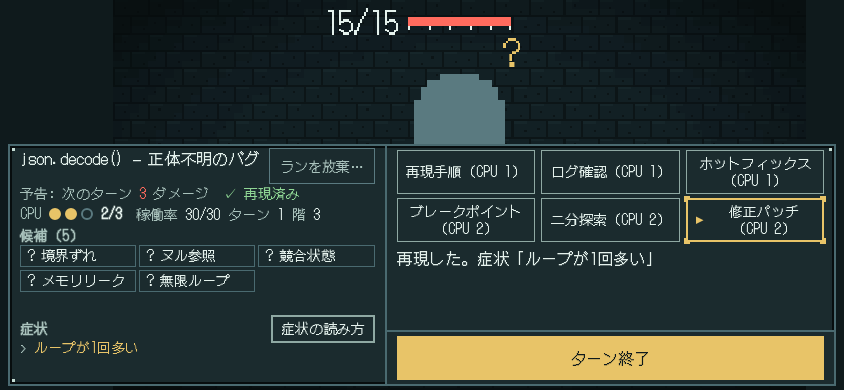 15/15
?
json.decode() – 正体不明のバグ
ランを放棄…
予告: 次のターン 3 ダメージ ✓ 再現済み
CPU 2/3 稼働率 30/30 ターン 1 階 3
候補 (5)
? 境界ずれ
? ヌル参照
? 競合状態
? メモリリーク
? 無限ループ
症状
症状の読み方
> ループが1回多い
再現手順 (CPU 1)
ログ確認 (CPU 1)
ホットフィックス
(CPU 1)
ブレークポイント
(CPU 2)
二分探索 (CPU 2)
▶ 修正パッチ
(CPU 2)
再現した。症状「ループが1回多い」
ターン終了